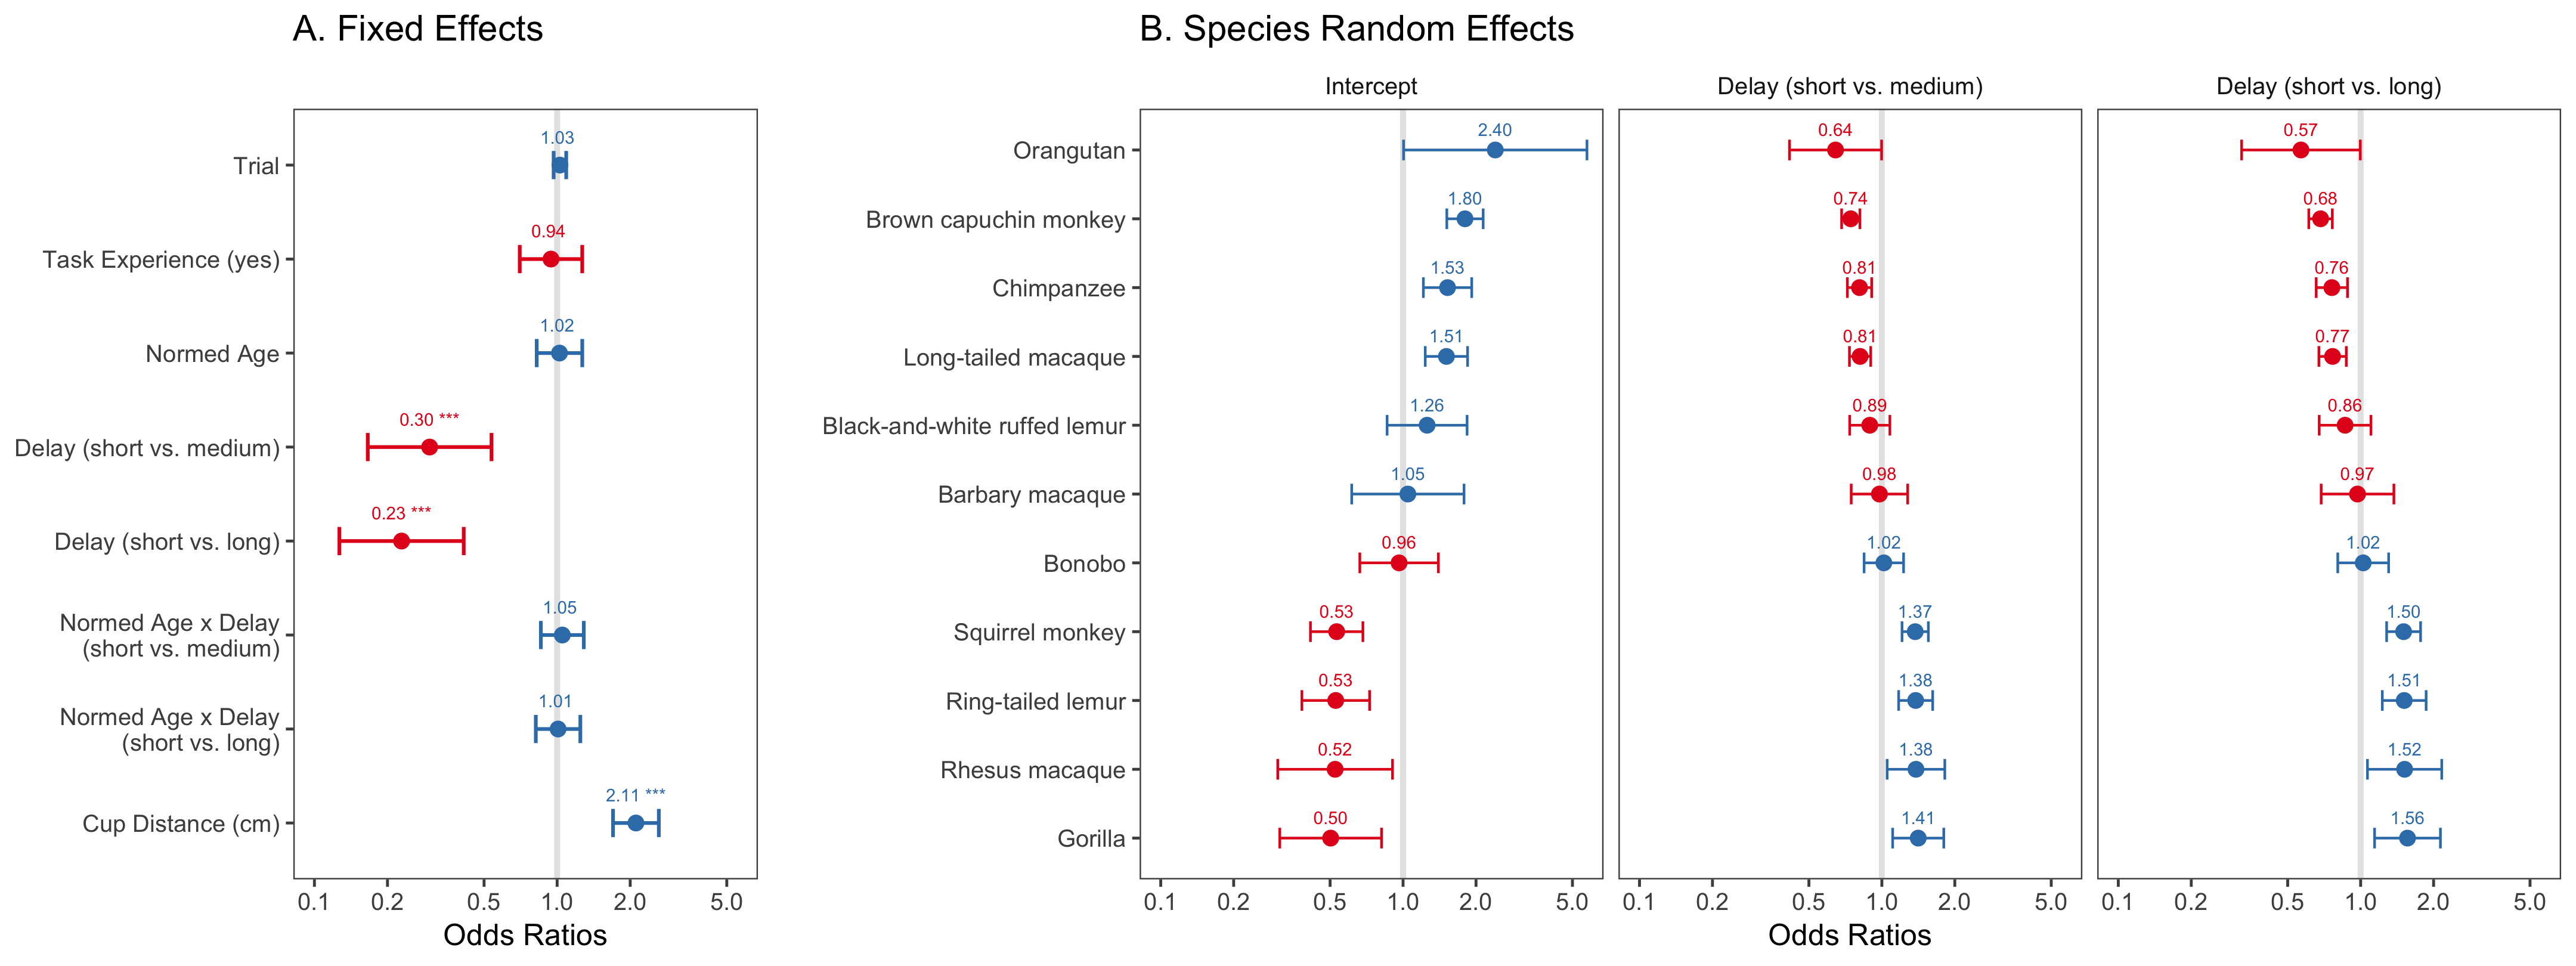 A. Fixed Effects
Trial
Task Experience (yes)
Normed Age
Delay (short vs. medium)
Delay (short vs. long)
Normed Age x Delay
(short vs. medium)
Normed Age x Delay
(short vs. long)
Cup Distance (cm)
1.03
0.94
1.02
0.30 ***
0.23 ***
1.05
1.01
2.11 ***
0.1 0.2 0.5 1.0 2.0 5.0
Odds Ratios
B. Species Random Effects
Intercept Delay (short vs. medium) Delay (short vs. long)
Orangutan 2.40 0.64 0.57
Brown capuchin monkey 1.80 0.74 0.68
Chimpanzee 1.53 0.81 0.76
Long-tailed macaque 1.51 0.81 0.77
Black-and-white ruffed lemur 1.26 0.89 0.86
Barbary macaque 1.05 0.98 0.97
Bonobo 0.96 1.02 1.02
Squirrel monkey 0.53 1.37 1.50
Ring-tailed lemur 0.53 1.38 1.51
Rhesus macaque 0.52 1.38 1.52
Gorilla 0.50 1.41 1.56
0.1 0.2 0.5 1.0 2.0 5.0 0.1 0.2 0.5 1.0 2.0 5.0 0.1 0.2 0.5 1.0 2.0 5.0
Odds Ratios